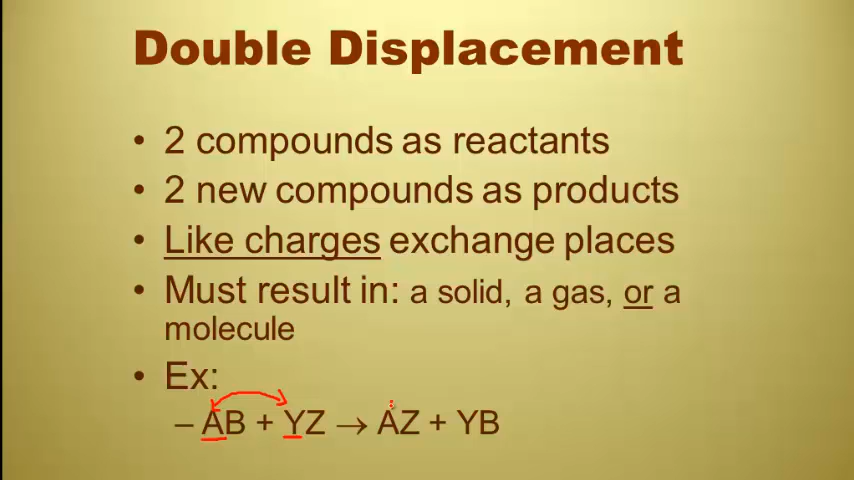 Double Displacement
• 2 compounds as reactants
• 2 new compounds as products
• Like charges exchange places
• Must result in: a solid, a gas, or a
molecule
• Ex:
– AB + YZ → AZ + YB